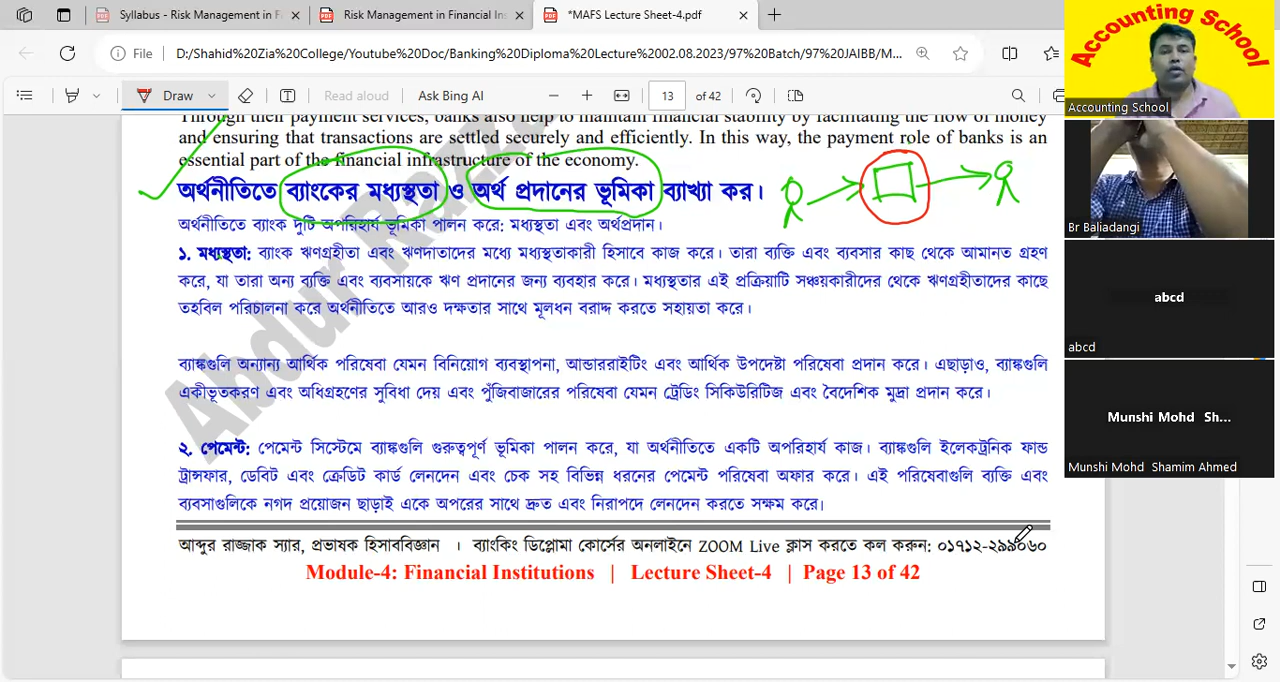 Syllabus - Risk Management in F
Risk Management in Financial Ins
*MAFS Lecture Sheet-4.pdf
File
D:/Shahid%20Zia%20College/Youtube%20Doc/Banking%20Diploma%20Lecture%2002.08.2023/97%20Batch/97%20JAIBB/M...
Draw
Read aloud
Ask Bing AI
13 of 42
Through their payment services, banks also help to maintain financial stability by facilitating the flow of money
and ensuring that transactions are settled securely and efficiently. In this way, the payment role of banks is an
essential part of the financial infrastructure of the economy.
অর্থনীতিতে ব্যাংকের মধ্যস্থতা ও অর্থ প্রদানের ভূমিকা ব্যাখ্যা কর।
অর্থনীতিতে ব্যাংক দুটি অপরিহার্য ভূমিকা পালন করে: মধ্যস্থতা এবং অর্থপ্রদান।
১. মধ্যস্থতা: ব্যাংক ঋণগ্রহীতা এবং ঋণদাতাদের মধ্যে মধ্যস্থতাকারী হিসাবে কাজ করে। তারা ব্যক্তি এবং ব্যবসার কাছ থেকে আমানত গ্রহণ
করে, যা তারা অন্য ব্যক্তি এবং ব্যবসায়কে ঋণ প্রদানের জন্য ব্যবহার করে। মধ্যস্থতার এই প্রক্রিয়াটি সঞ্চয়কারীদের থেকে ঋণগ্রহীতাদের কাছে
তহবিল পরিচালনা করে অর্থনীতিতে আরও দক্ষতার সাথে মূলধন বরাদ্দ করতে সহায়তা করে।
ব্যাঙ্কগুলি অন্যান্য আর্থিক পরিষেবা যেমন বিনিয়োগ ব্যবস্থাপনা, আন্ডাররাইটিং এবং আর্থিক উপদেষ্টা পরিষেবা প্রদান করে। এছাড়াও, ব্যাঙ্কগুলি
একীভূতকরণ এবং অধিগ্রহণের সুবিধা দেয় এবং পুঁজিবাজারের পরিষেবা যেমন ট্রেডিং সিকিউরিটিজ এবং বৈদেশিক মুদ্রা প্রদান করে।
২. পেমেন্ট: পেমেন্ট সিস্টেমে ব্যাঙ্কগুলি গুরুত্বপূর্ণ ভূমিকা পালন করে, যা অর্থনীতিতে একটি অপরিহার্য কাজ। ব্যাঙ্কগুলি ইলেকট্রনিক ফান্ড
ট্রান্সফার, ডেবিট এবং ক্রেডিট কার্ড লেনদেন এবং চেক সহ বিভিন্ন ধরনের পেমেন্ট পরিষেবা অফার করে। এই পরিষেবাগুলি ব্যক্তি এবং
ব্যবসাগুলিকে নগদ প্রয়োজন ছাড়াই একে অপরের সাথে দ্রুত এবং নিরাপদে লেনদেন করতে সক্ষম করে।
আব্দুর রাজ্জাক স্যার, প্রভাষক হিসাববিজ্ঞান । ব্যাংকিং ডিপ্লোমা কোর্সের অনলাইনে ZOOM Live ক্লাস করতে কল করুন: ০১৭১২-২৯৯০৬০
Module-4: Financial Institutions | Lecture Sheet-4 | Page 13 of 42
Accounting School
Accounting School
Br Baliadangi
abcd
abcd
Munshi Mohd Sh...
Munshi Mohd Shamim Ahmed